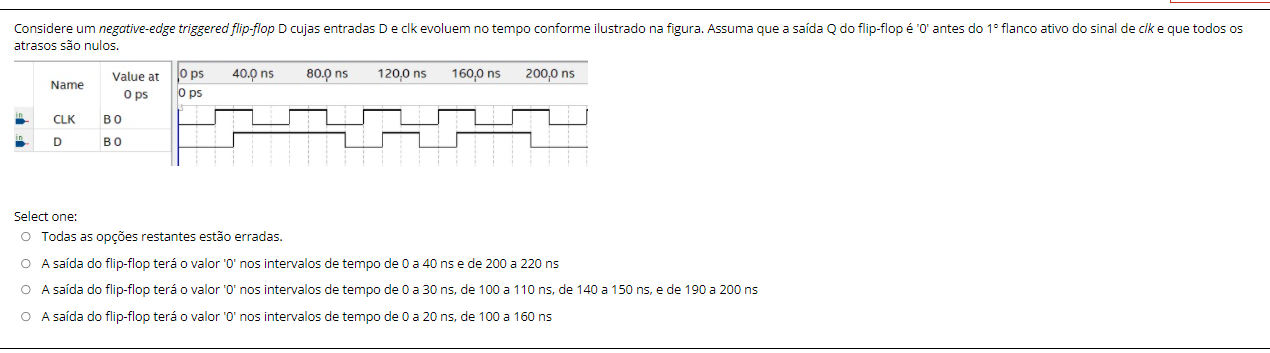 Considere um negative-edge triggered flip-flop D cujas entradas D e clk evoluem no tempo conforme ilustrado na figura. Assuma que a saída Q do flip-flop é '0' antes do 1º flanco ativo do sinal de clk e que todos os
atrasos são nulos.
Name
Value at
0 ps
0 ps 40.0 ns 80.0 ns 120.0 ns 160.0 ns 200.0 ns
0 ps
in CLK B 0
in D B 0
Select one:
Todas as opções restantes estão erradas.
A saída do flip-flop terá o valor '0' nos intervalos de tempo de 0 a 40 ns e de 200 a 220 ns
A saída do flip-flop terá o valor '0' nos intervalos de tempo de 0 a 30 ns, de 100 a 110 ns, de 140 a 150 ns, e de 190 a 200 ns
A saída do flip-flop terá o valor '0' nos intervalos de tempo de 0 a 20 ns, de 100 a 160 ns